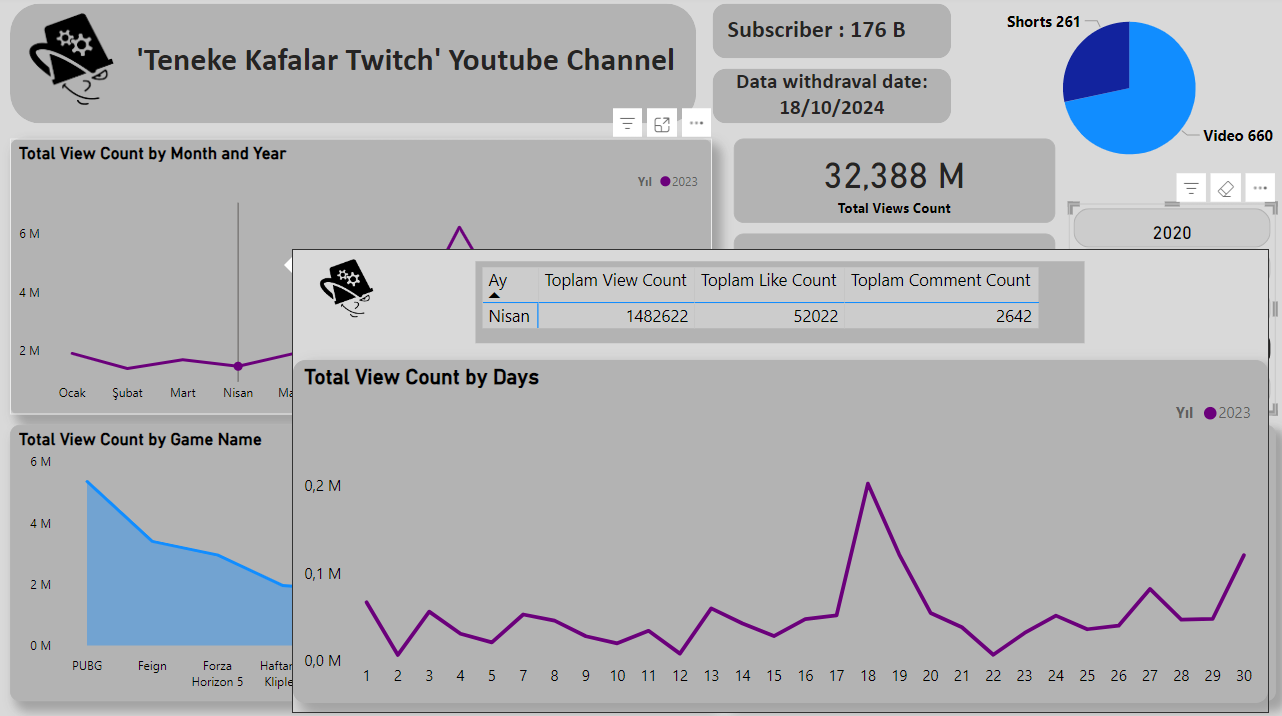 'Teneke Kafalar Twitch' Youtube Channel
Subscriber : 176 B
Data withdraval date:
18/10/2024
Shorts 261
Video 660
Total View Count by Month and Year
Yıl 2023
6 M
4 M
2 M
Ocak Şubat Mart Nisan
32,388 M
Total Views Count
2020
Ay Toplam View Count Toplam Like Count Toplam Comment Count
Nisan 1482622 52022 2642
Total View Count by Game Name
6 M
4 M
2 M
0 M
PUBG Feign Forza
Horizon 5
Total View Count by Days
Yıl 2023
0,2 M
0,1 M
0,0 M
1 2 3 4 5 7 8 9 10 11 12 13 14 15 16 17 18 19 20 21 22 23 24 25 26 27 28 29 30